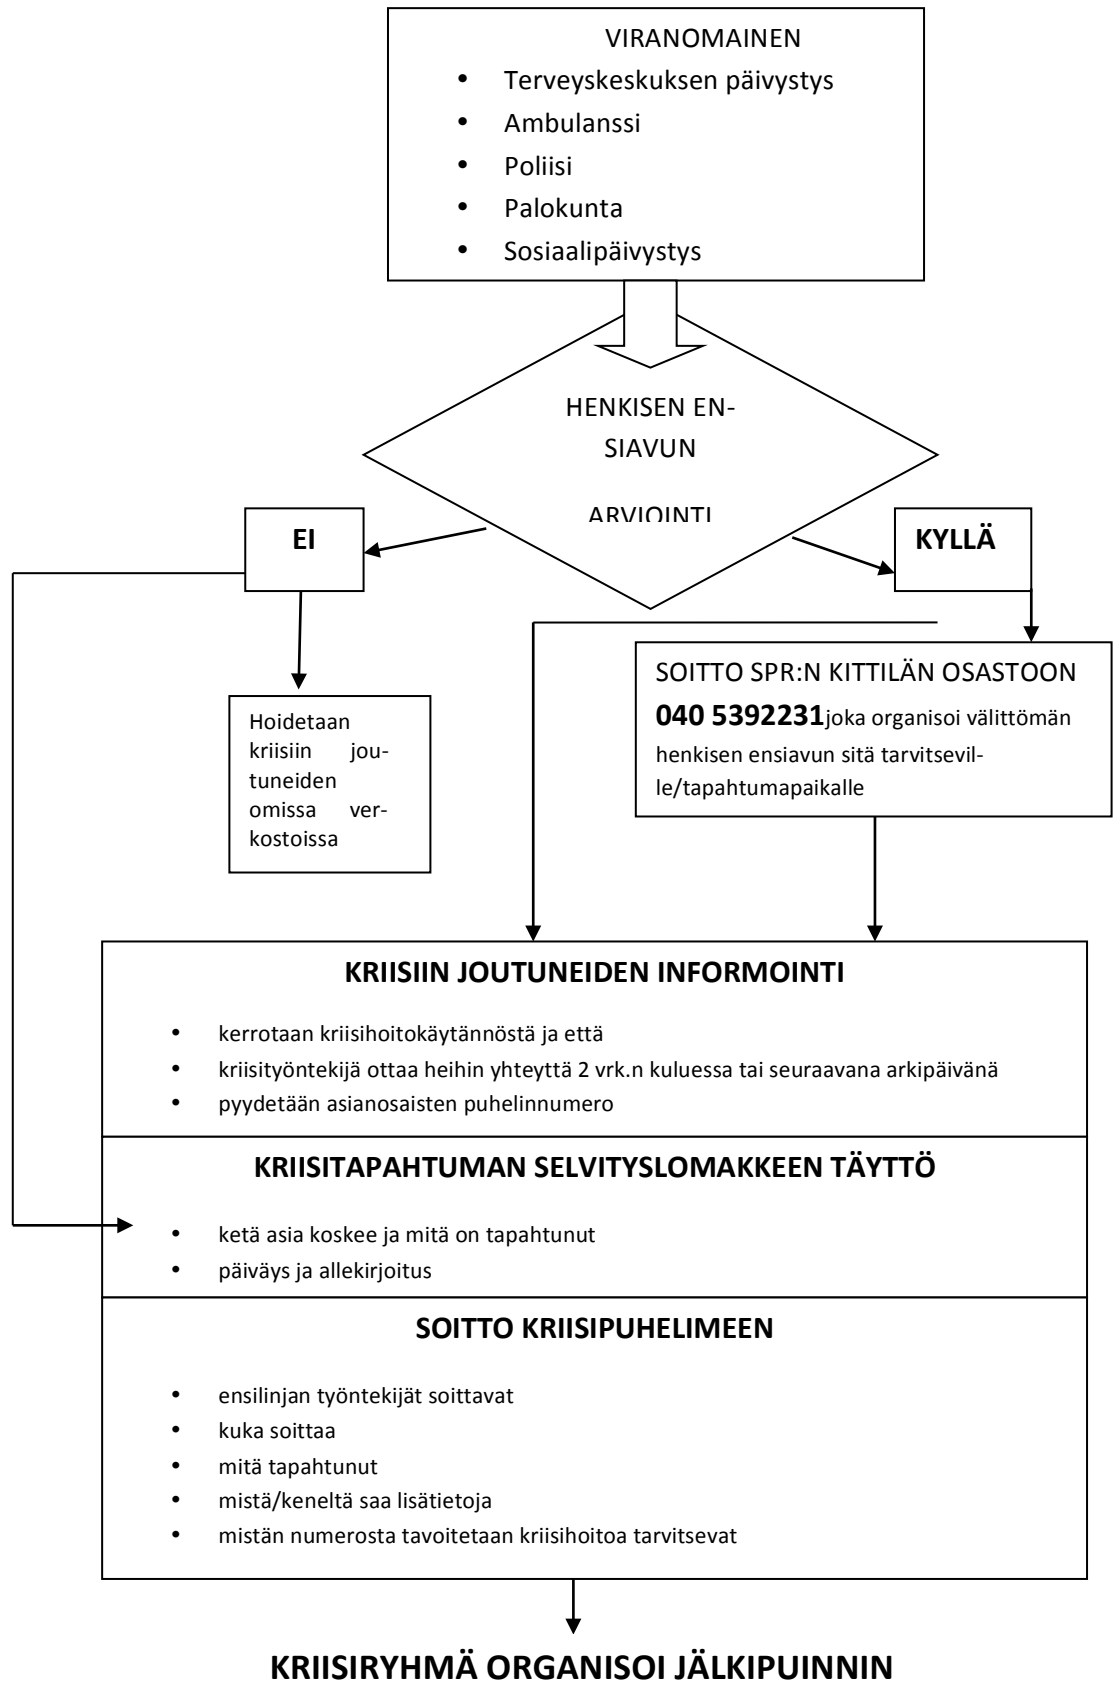 VIRANOMAINEN
• Terveyskeskuksen päivystys
• Ambulanssi
• Poliisi
• Palokunta
• Sosiaalipäivystys
HENKISEN EN-
SIAVUN
ARVIOINTI
EI
KYLLÄ
Hoidetaan
kriisiin jou-
tuneiden
omissa ver-
kostoissa
SOITTO SPR:N KITTILÄN OSASTOON
040 5392231joka organisoi välittömän
henkisen ensiavun sitä tarvitsevil-
le/tapahtumapaikalle
KRIISIIN JOUTUNEIDEN INFORMOINTI
• kerrotaan kriisihoitokäytännöstä ja että
• kriisityöntekijä ottaa heihin yhteyttä 2 vrk.n kuluessa tai seuraavana arkipäivänä
• pyydetään asianosaisten puhelinnumero
KRIISITAPAHTUMAN SELVITYSLOMAKKEEN TÄYTTÖ
• ketä asia koskee ja mitä on tapahtunut
• päiväys ja allekirjoitus
SOITTO KRIISIPUHELIMEEN
• ensilinjan työntekijät soittavat
• kuka soittaa
• mitä tapahtunut
• mistä/keneltä saa lisätietoja
• mistän numerosta tavoitetaan kriisihoitoa tarvitsevat
KRIISIRYHMÄ ORGANISOI JÄLKIPUINNIN